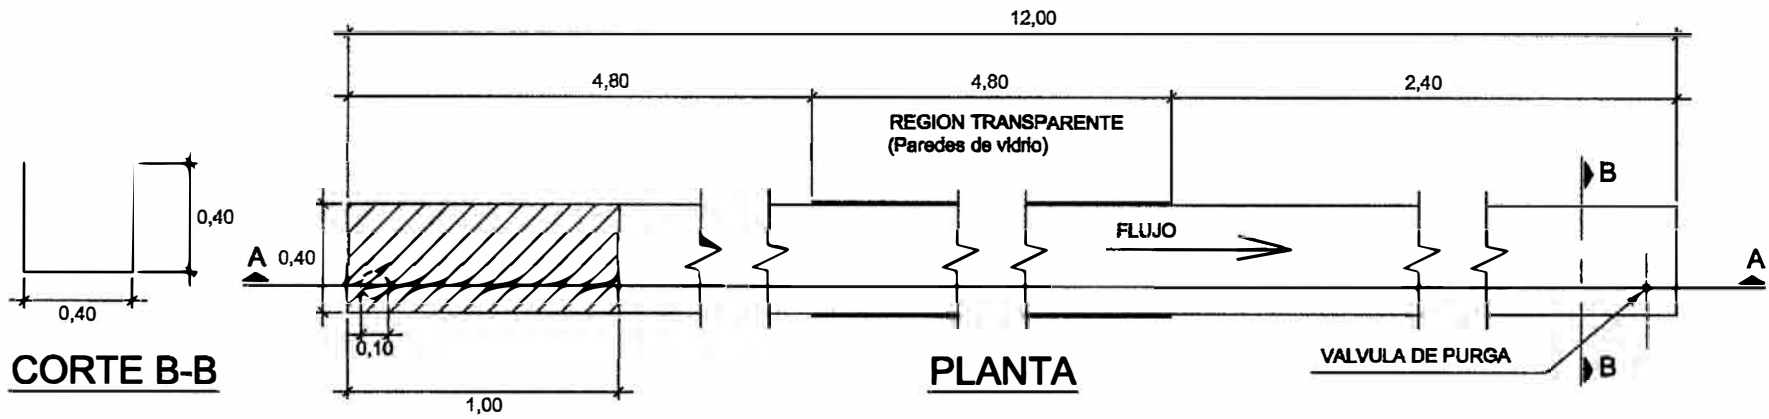 12,00
4,80
4,80
2,40
REGION TRANSPARENTE
(Paredes de vidrio)
B
0,40
FLUJO
A
0,40
A
0,40
0,10
VALVULA DE PURGA
B
CORTE B-B
PLANTA
1,00